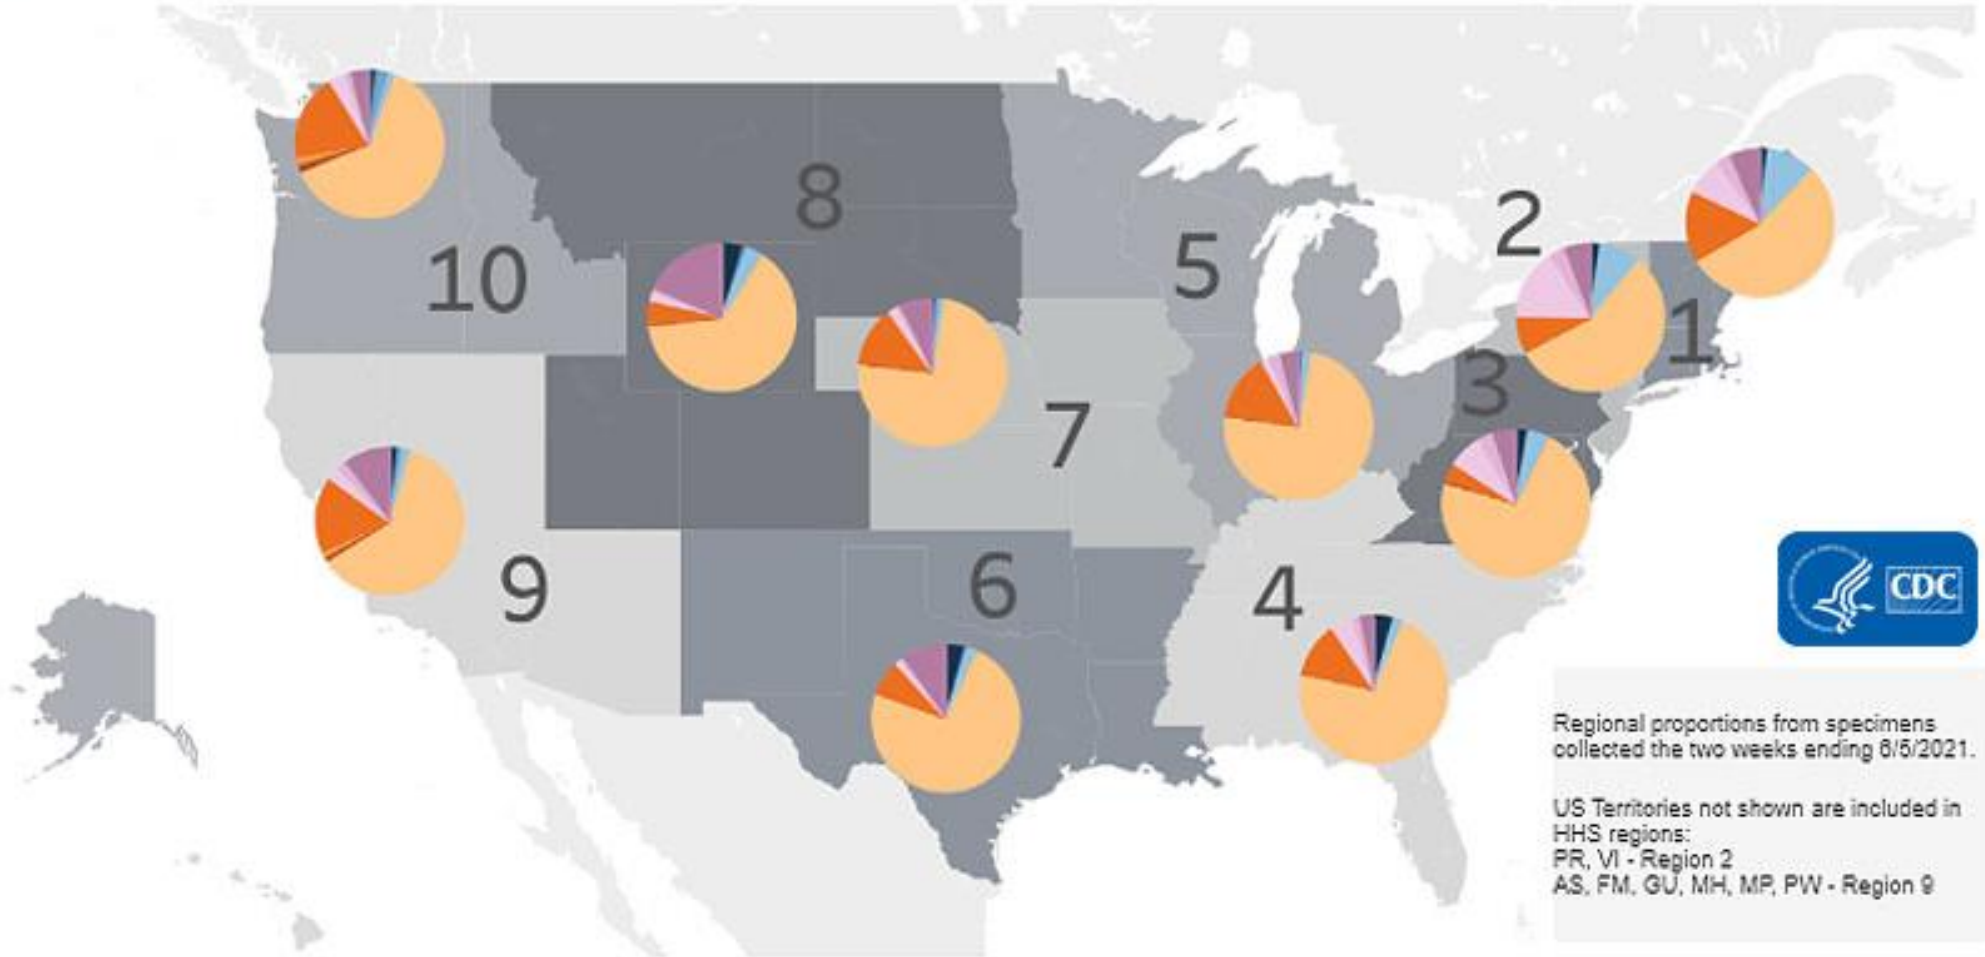 8
2
10
5
1
3
7
9
6
4
CDC
Regional proportions from specimens
collected the two weeks ending 6/5/2021.
US Territories not shown are included in
HHS regions:
PR, VI - Region 2
AS, FM, GU, MH, MP, PW - Region 9